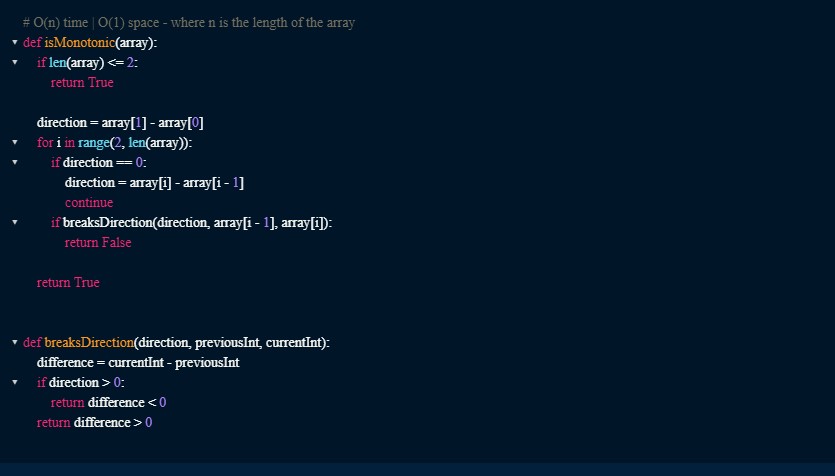 # O(n) time | O(1) space - where n is the length of the array
def isMonotonic(array):
if len(array) <= 2:
return True
direction = array[1] - array[0]
for i in range(2, len(array)):
if direction == 0:
direction = array[i] - array[i - 1]
continue
if breaksDirection(direction, array[i - 1], array[i]):
return False
return True
def breaksDirection(direction, previousInt, currentInt):
difference = currentInt - previousInt
if direction > 0:
return difference < 0
return difference > 0